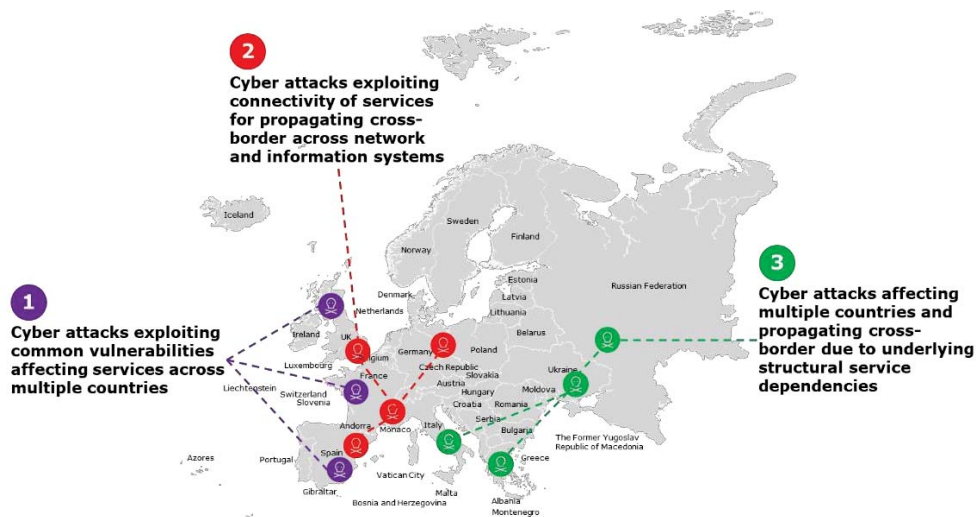 2
Cyber attacks exploiting
connectivity of services
for propagating cross-
border across network
and information systems
1
Cyber attacks exploiting
common vulnerabilities
affecting services across
multiple countries
3
Cyber attacks affecting
multiple countries and
propagating cross-
border due to underlying
structural service
dependencies
Iceland
Sweden
Norway
Finland
Russian Federation
Estonia
Latvia
Lithuania
Denmark
Netherlands
Belarus
Ireland
UK
Belgium
Germany
Poland
Luxembourg
Czech Republic
France
Slovakia
Ukraine
Liechtenstein
Austria
Switzerland
Hungary
Moldova
Slovenia
Croatia
Romania
Serbia
Andorra
Monaco
Italy
Bulgaria
The Former Yugoslav
Republic of Macedonia
Azores
Portugal
Spain
Greece
Vatican City
Gibraltar
Malta
Bosnia and Herzegovina
Albania
Montenegro